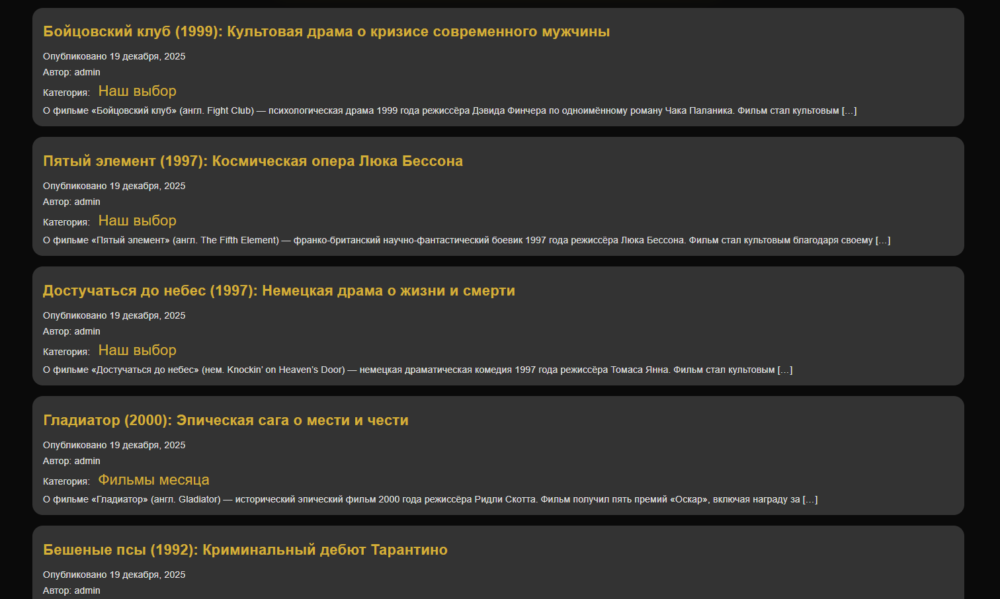 Бойцовский клуб (1999): Культовая драма о кризисе современного мужчины
Опубликовано 19 декабря, 2025
Автор: admin
Категория: Наш выбор
О фильме «Бойцовский клуб» (англ. Fight Club) — психологическая драма 1999 года режиссёра Дэвида Финчера по одноимённому роману Чака Паланика. Фильм стал культовым […]
Пятый элемент (1997): Космическая опера Люка Бессона
Опубликовано 19 декабря, 2025
Автор: admin
Категория: Наш выбор
О фильме «Пятый элемент» (англ. The Fifth Element) — франко-британский научно-фантастический боевик 1997 года режиссёра Люка Бессона. Фильм стал культовым благодаря своему […]
Достучаться до небес (1997): Немецкая драма о жизни и смерти
Опубликовано 19 декабря, 2025
Автор: admin
Категория: Наш выбор
О фильме «Достучаться до небес» (нем. Knockin’ on Heaven’s Door) — немецкая драматическая комедия 1997 года режиссёра Томаса Янна. Фильм стал культовым […]
Гладиатор (2000): Эпическая сага о мести и чести
Опубликовано 19 декабря, 2025
Автор: admin
Категория: Фильмы месяца
О фильме «Гладиатор» (англ. Gladiator) — исторический эпический фильм 2000 года режиссёра Ридли Скотта. Фильм получил пять премий «Оскар», включая награду за […]
Бешеные псы (1992): Криминальный дебют Тарантино
Опубликовано 19 декабря, 2025
Автор: admin